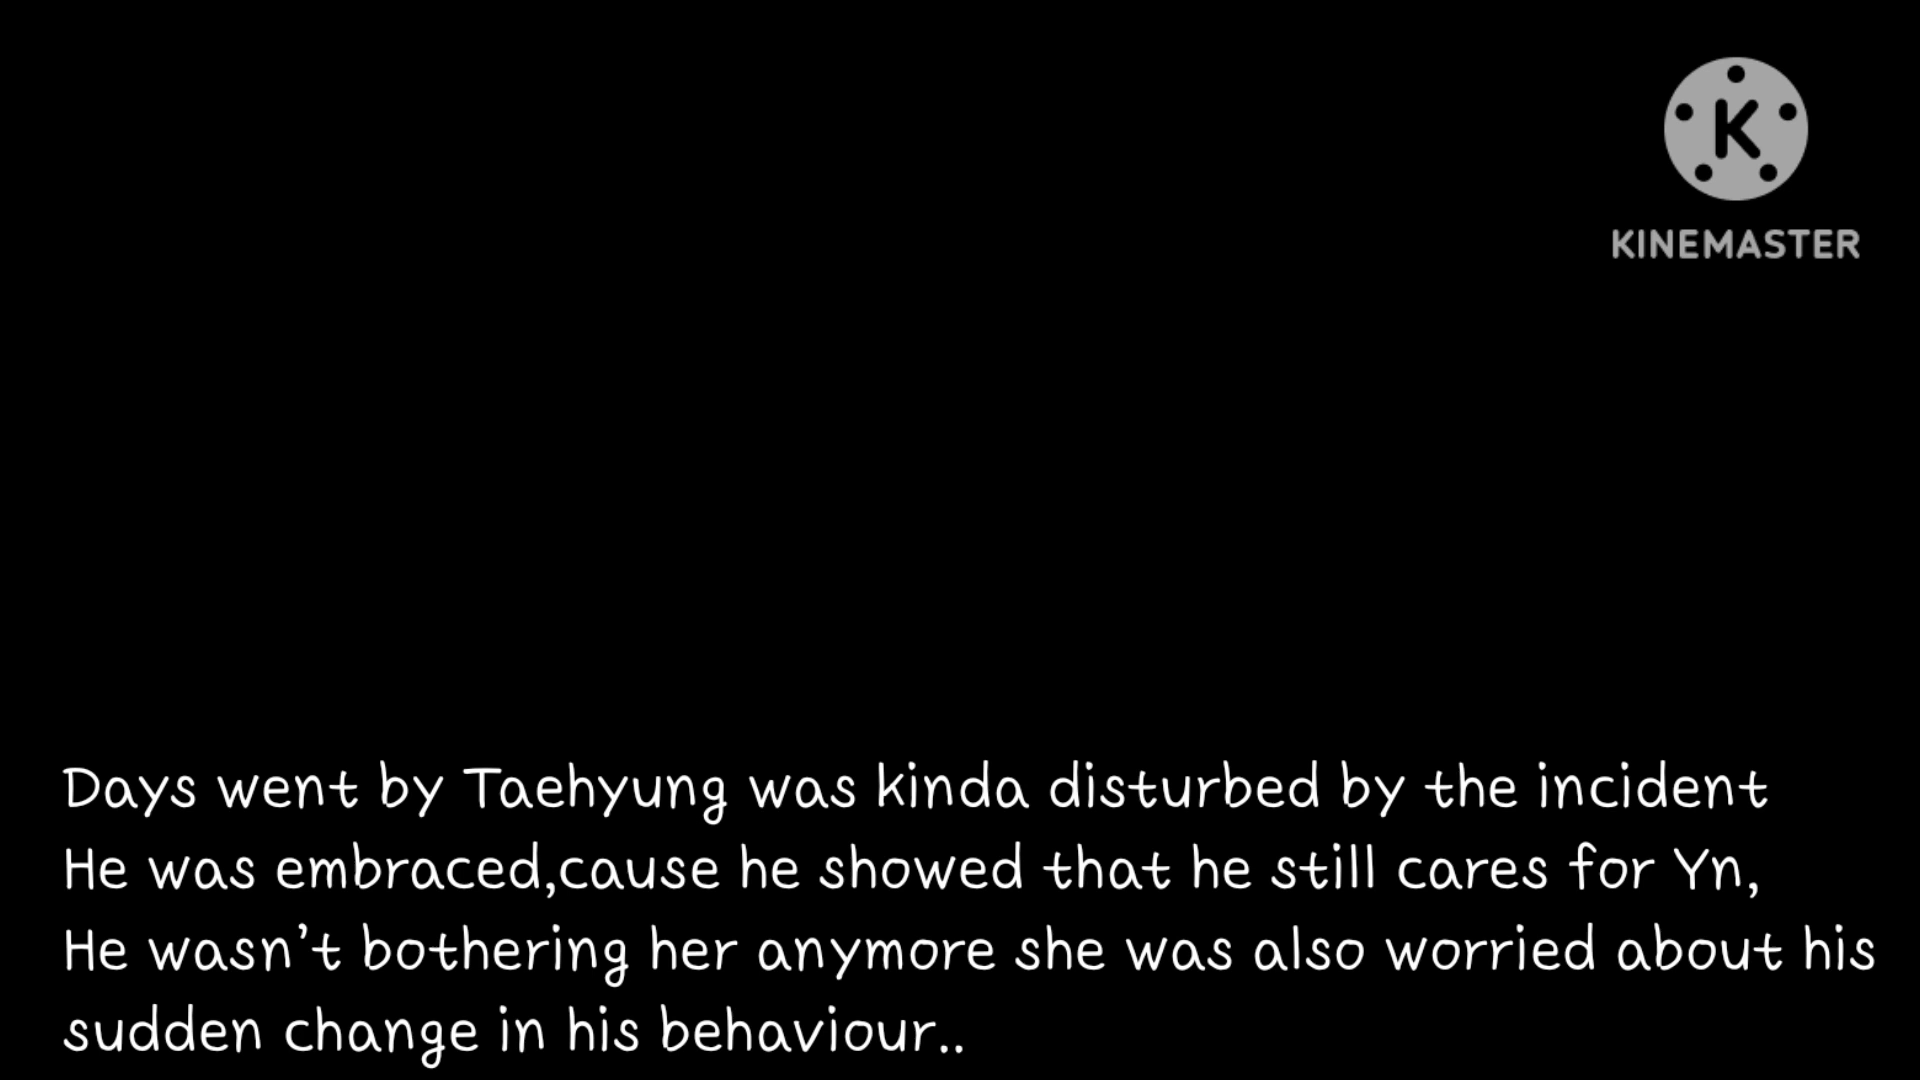 K
KINEMASTER
Days went by Taehyung was kinda disturbed by the incident
He was embraced,cause he showed that he still cares for Yn,
He wasn't bothering her anymore she was also worried about his
sudden change in his behaviour..